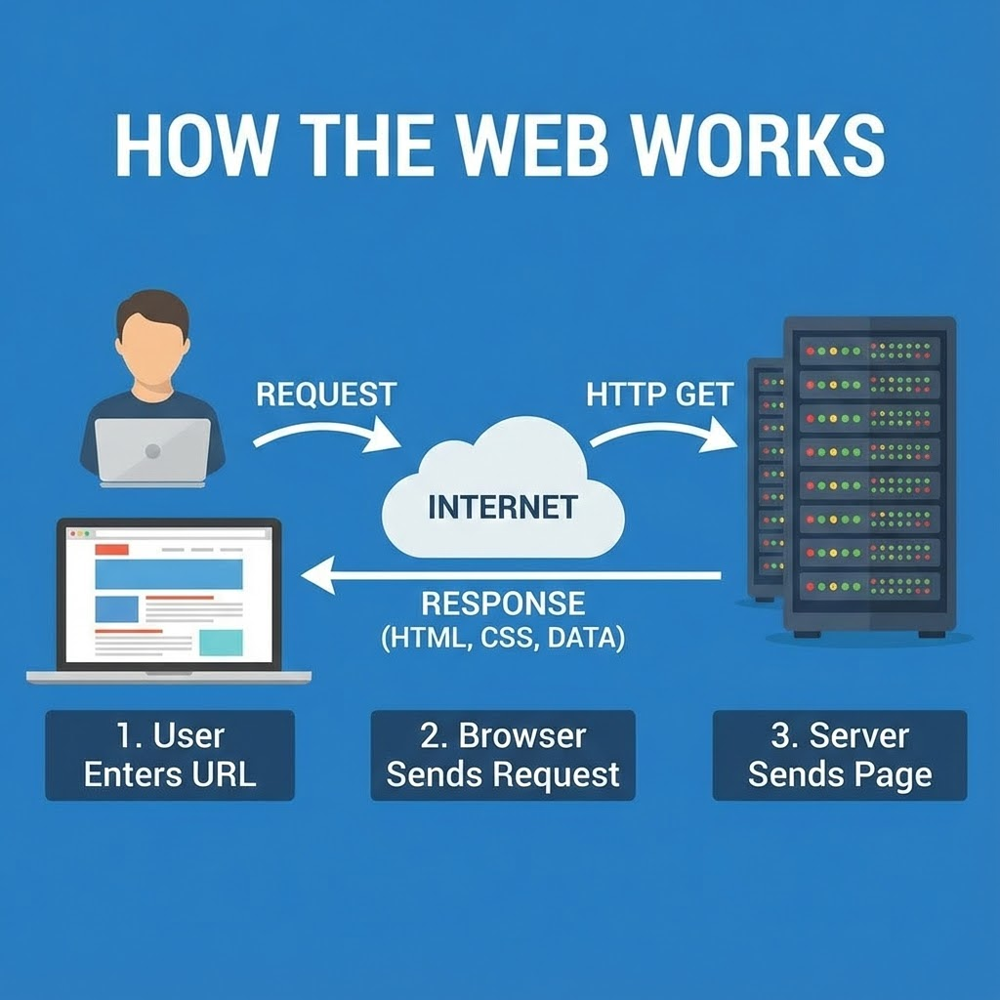 HOW THE WEB WORKS
REQUEST
HTTP GET
INTERNET
RESPONSE
(HTML, CSS, DATA)
1. User
Enters URL
2. Browser
Sends Request
3. Server
Sends Page